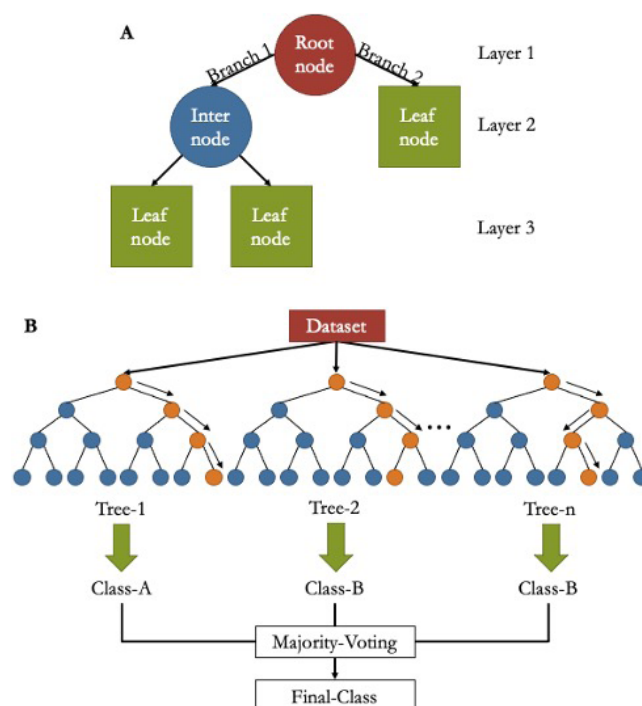 A
Branch 1
Root
node
Branch 2
Layer 1
Inter
node
Leaf
node
Layer 2
Leaf
node
Leaf
node
Layer 3
B
Dataset
...
Tree-1
Tree-2
Tree-n
Class-A
Class-B
Class-B
Majority-Voting
Final-Class